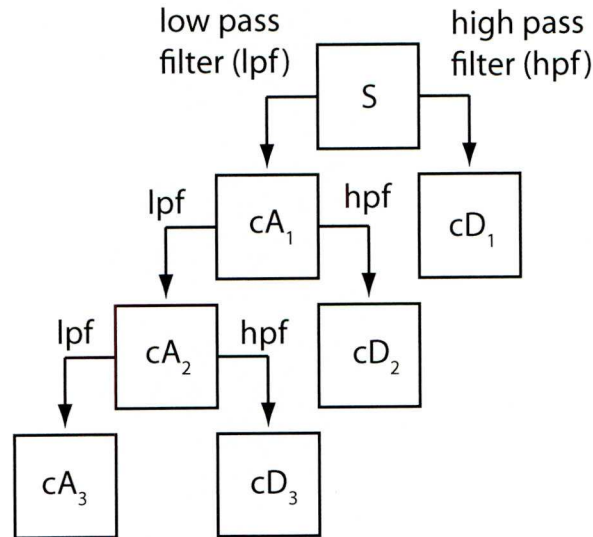 low pass
filter (lpf)
high pass
filter (hpf)
S
lpf
hpf
cA₁
cD₁
lpf
hpf
cA₂
cD₂
cA₃
cD₃